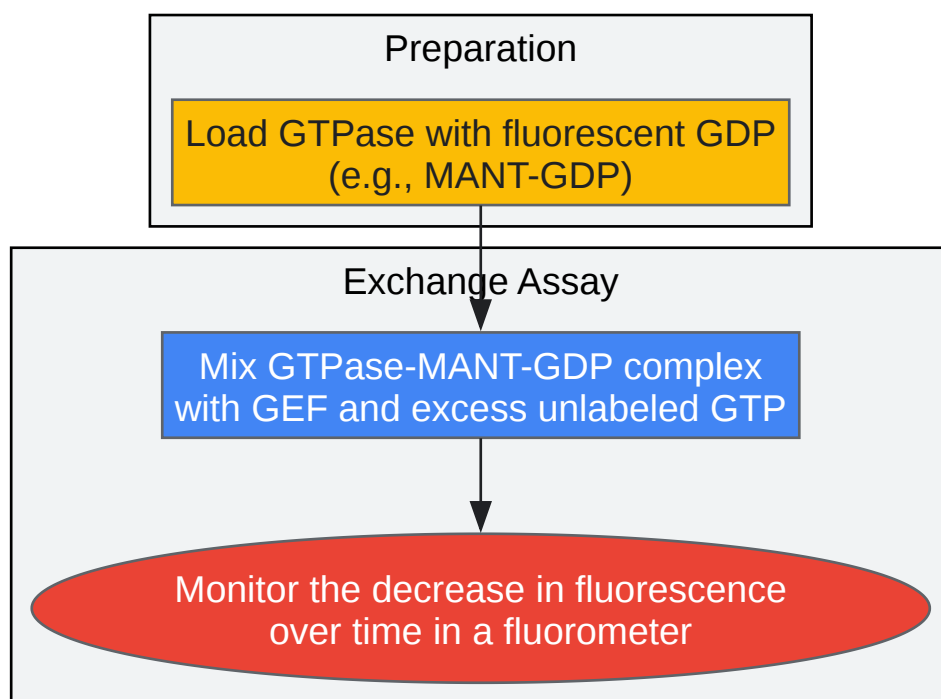 Preparation
Load GTPase with fluorescent GDP
(e.g., MANT-GDP)
Exchange Assay
Mix GTPase-MANT-GDP complex
with GEF and excess unlabeled GTP
Monitor the decrease in fluorescence
over time in a fluorometer